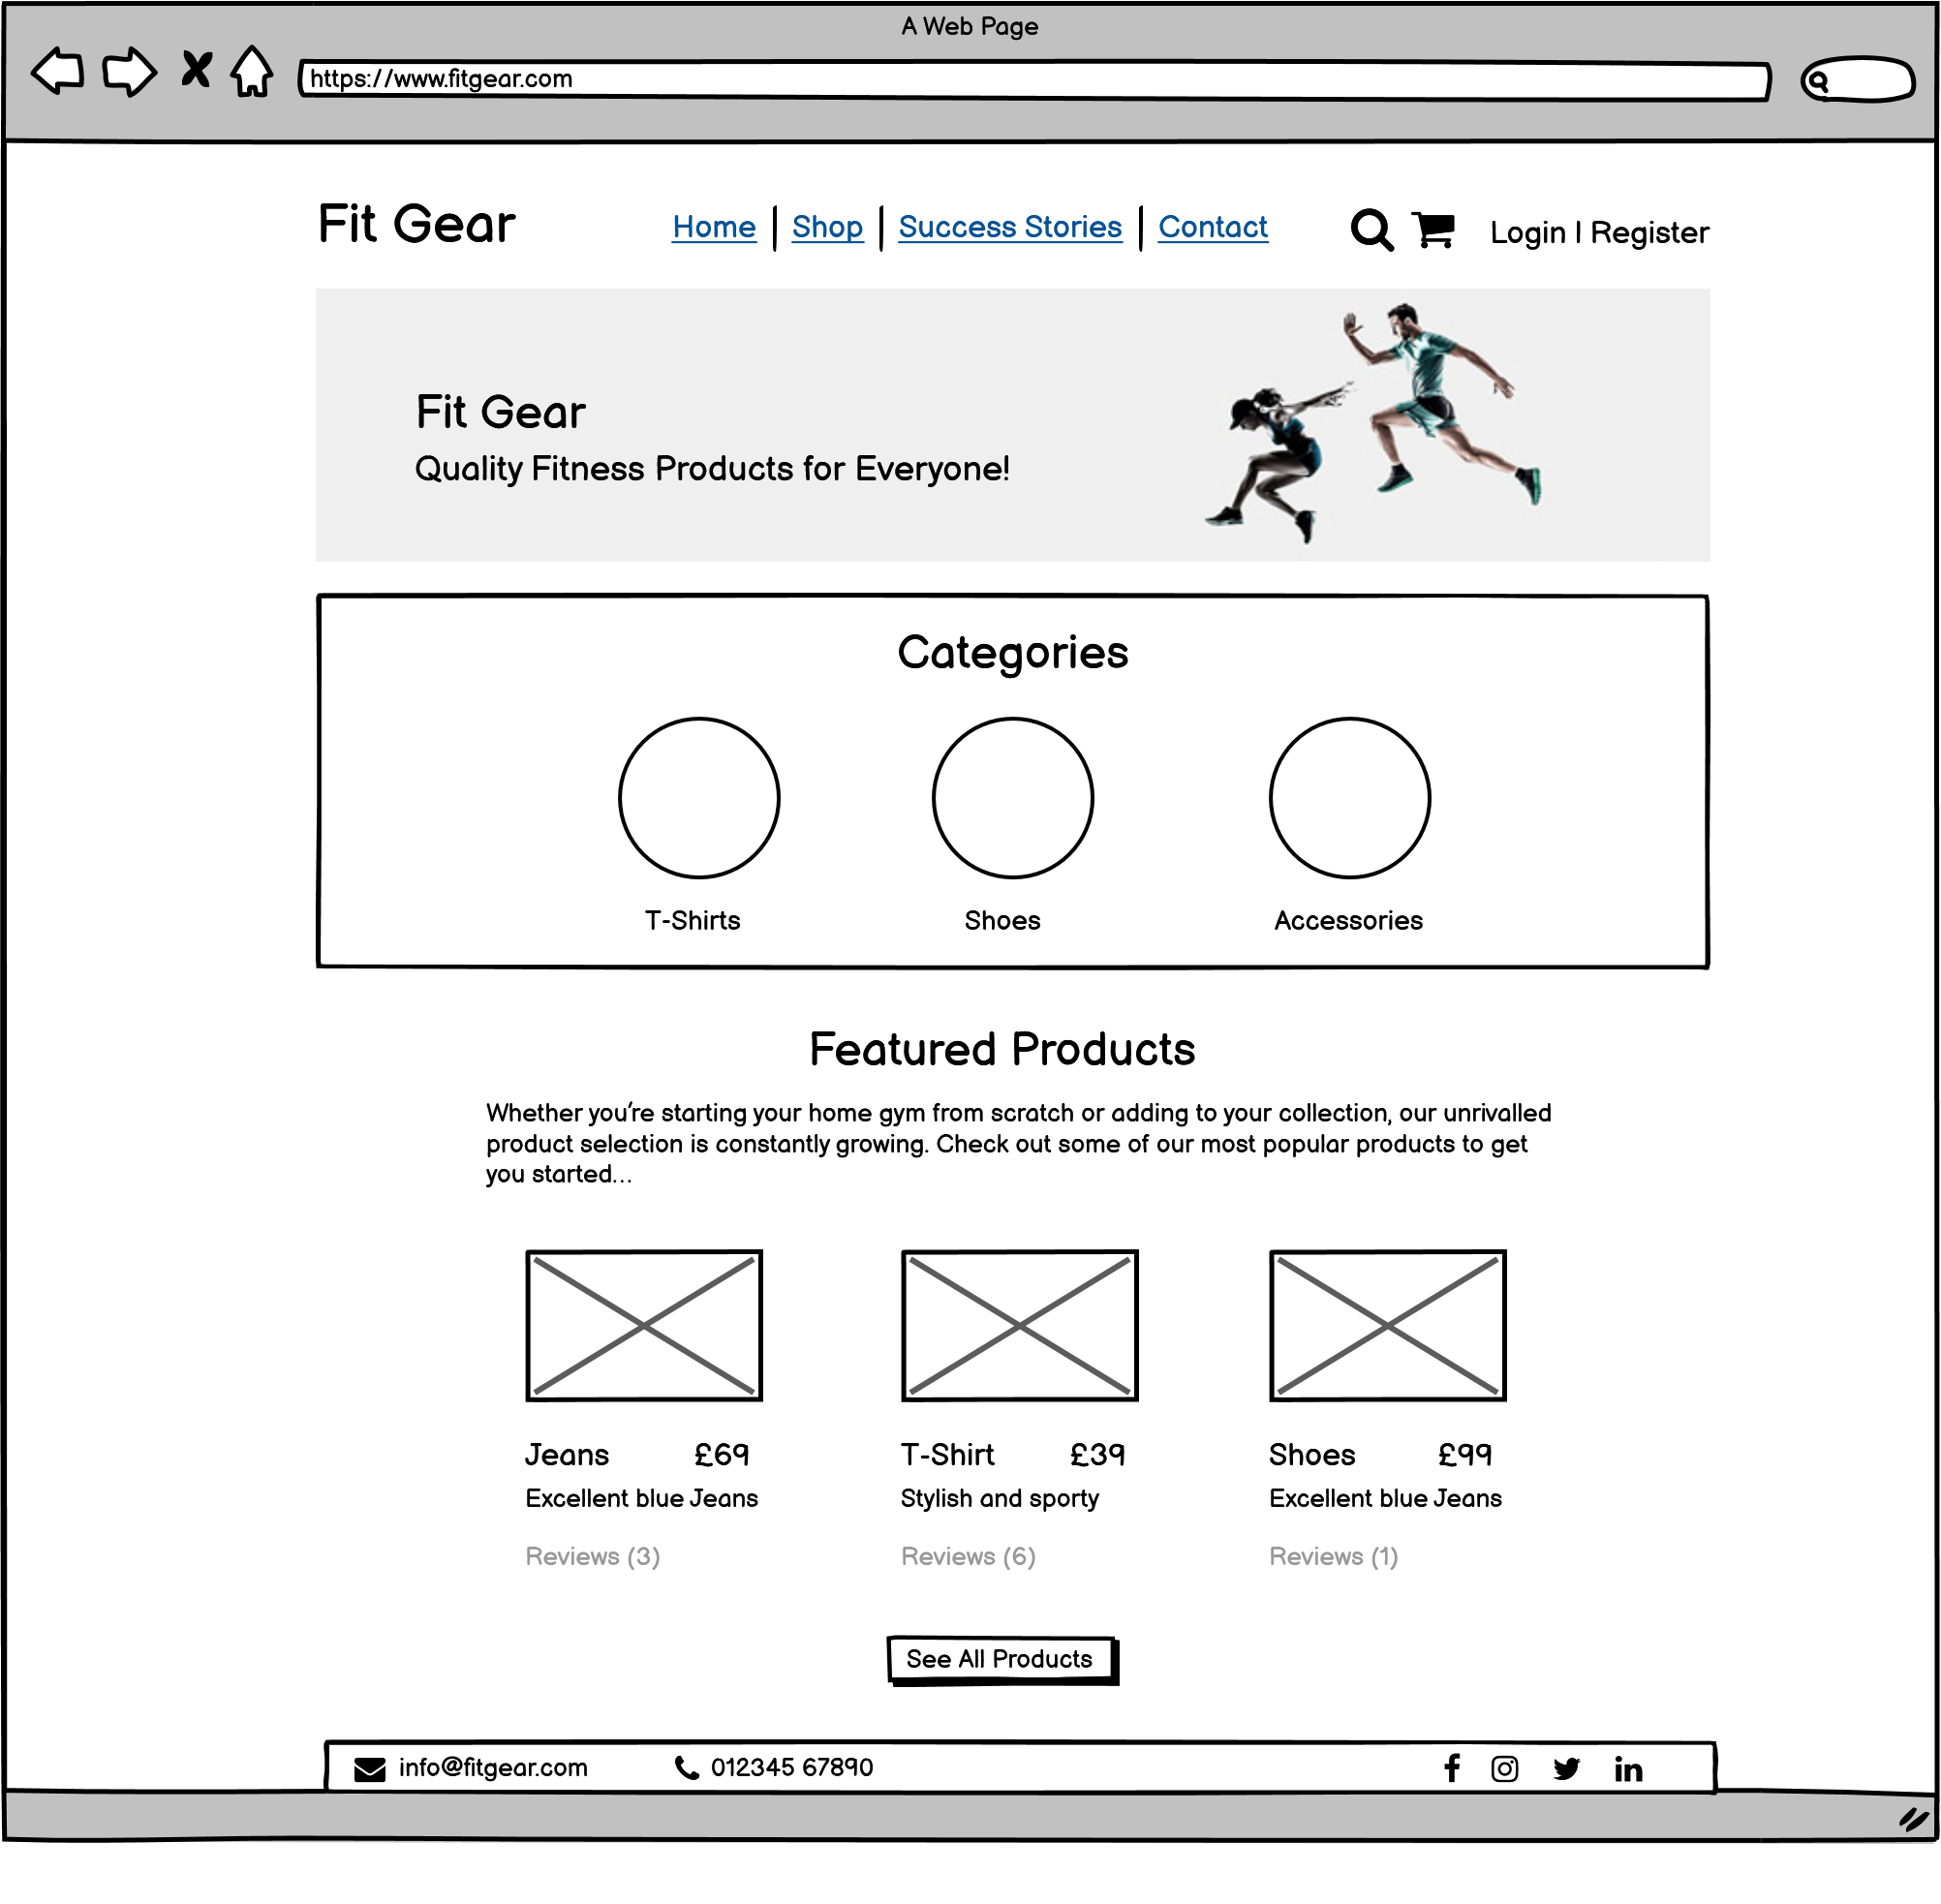 A Web Page
https://www.fitgear.com
Fit Gear
Home | Shop | Success Stories | Contact
Login | Register
Fit Gear
Quality Fitness Products for Everyone!
Categories
T-Shirts
Shoes
Accessories
Featured Products
Whether you're starting your home gym from scratch or adding to your collection, our unrivalled
product selection is constantly growing. Check out some of our most popular products to get
you started...
Jeans £69
Excellent blue Jeans
Reviews (3)
T-Shirt £39
Stylish and sporty
Reviews (6)
Shoes £99
Excellent blue Jeans
Reviews (1)
See All Products
info@fitgear.com
012345 67890